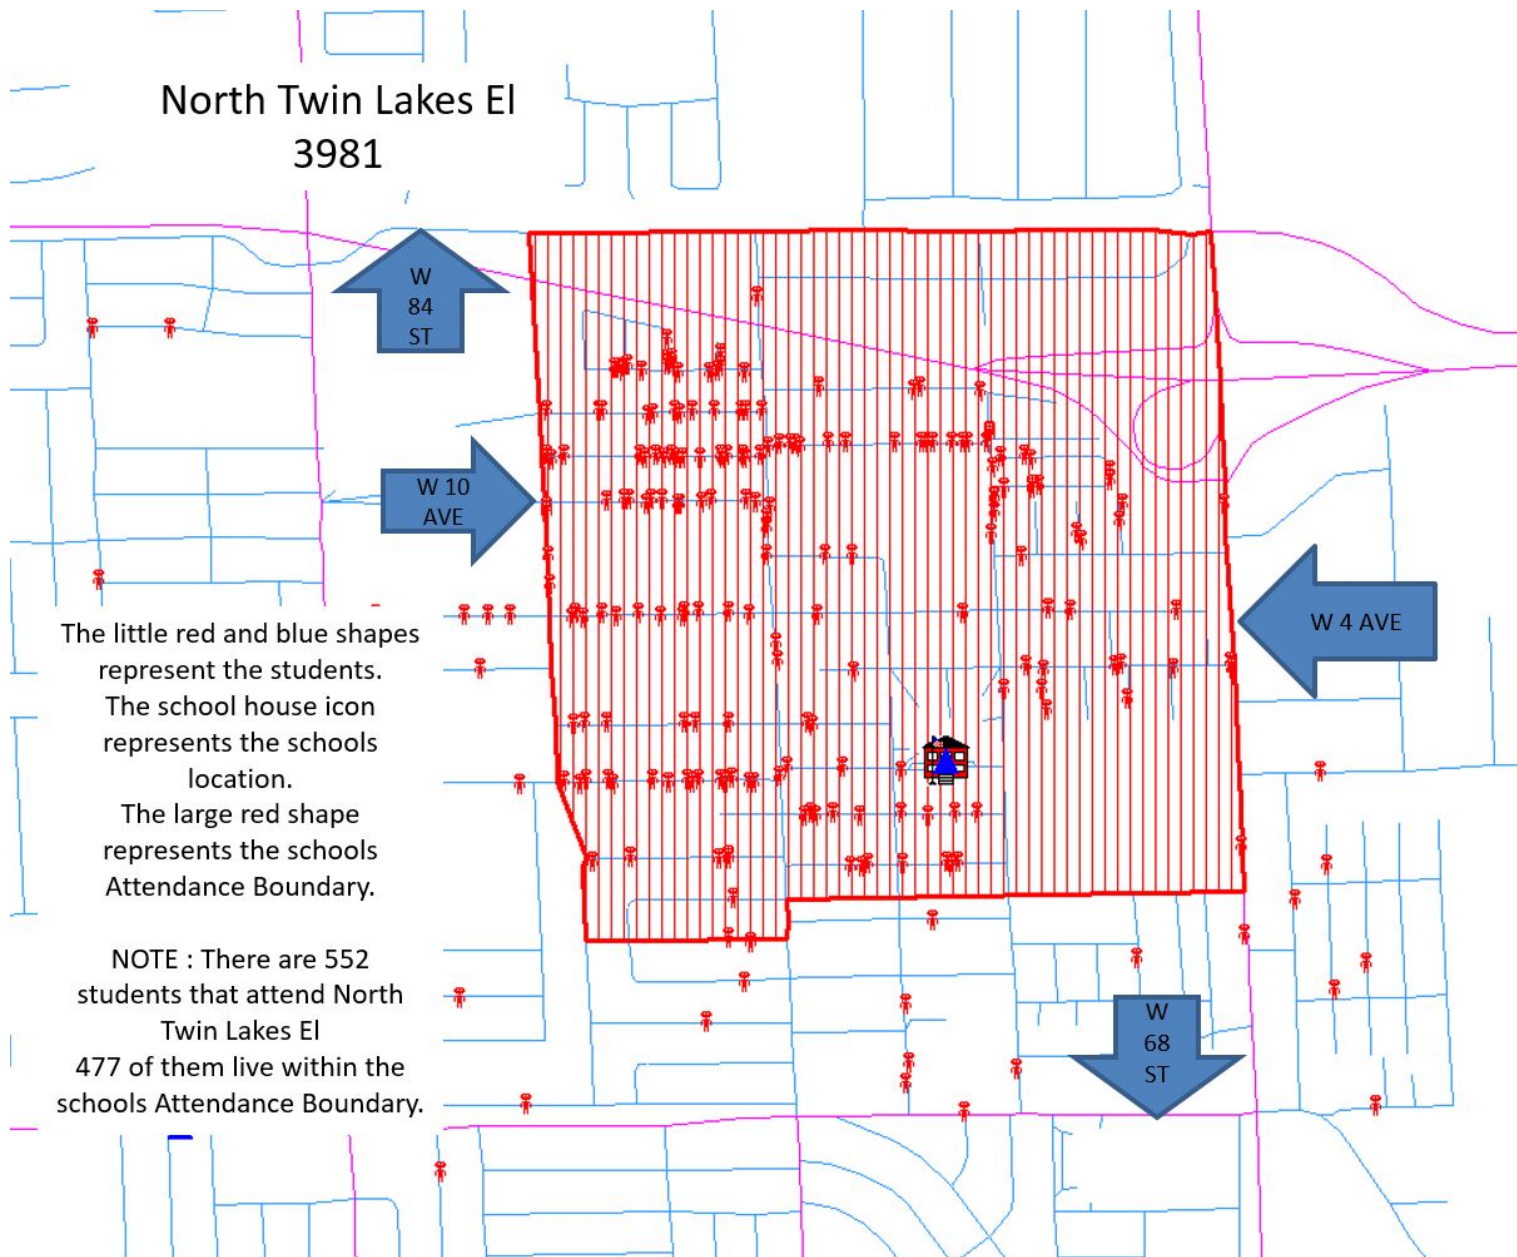 North Twin Lakes El
3981
W
84
ST
W 10
AVE
W 4 AVE
The little red and blue shapes
represent the students.
The school house icon
represents the schools
location.
The large red shape
represents the schools
Attendance Boundary.
NOTE : There are 552
students that attend North
Twin Lakes El
477 of them live within the
schools Attendance Boundary.
W
68
ST